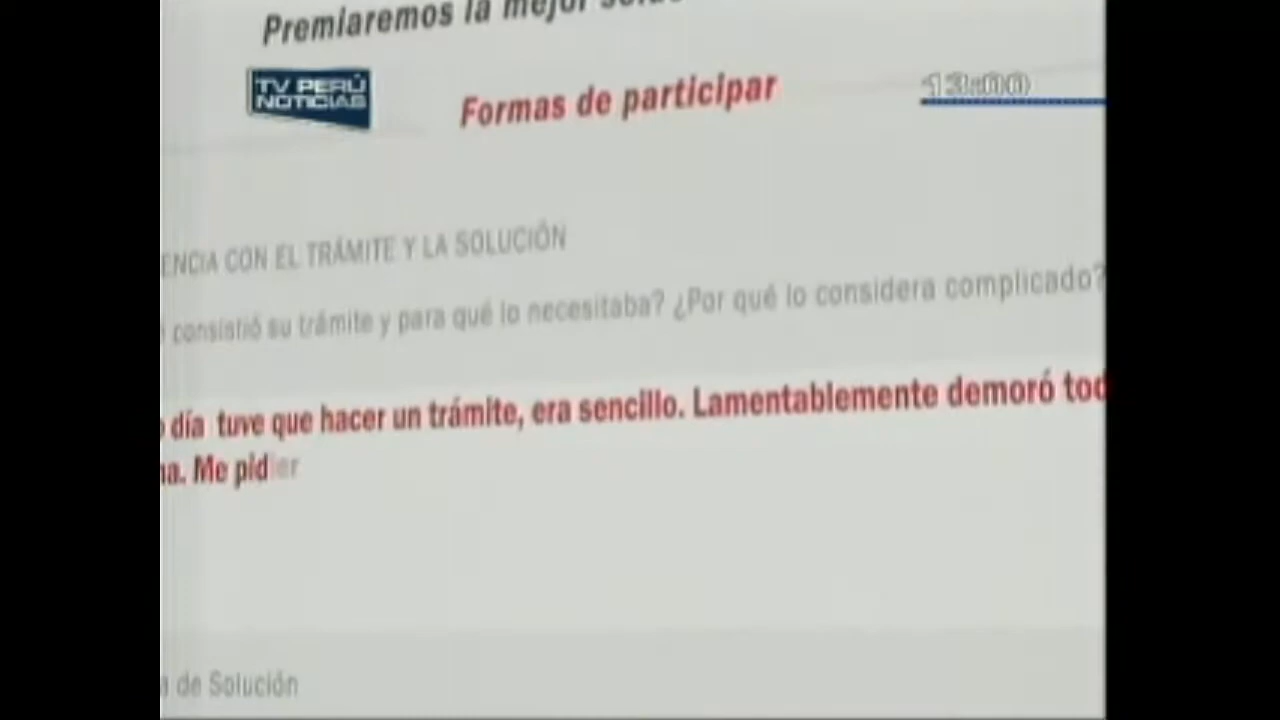 Premiaremos la mejor
TV PERÚ
NOTICIAS
Formas de participar
13:00
ENCIA CON EL TRÁMITE Y LA SOLUCIÓN
consistió su trámite y para qué lo necesitaba? ¿Por qué lo considera complicado?
día tuve que hacer un trámite, era sencillo. Lamentablemente demoró tod
na. Me pidier
de Solución